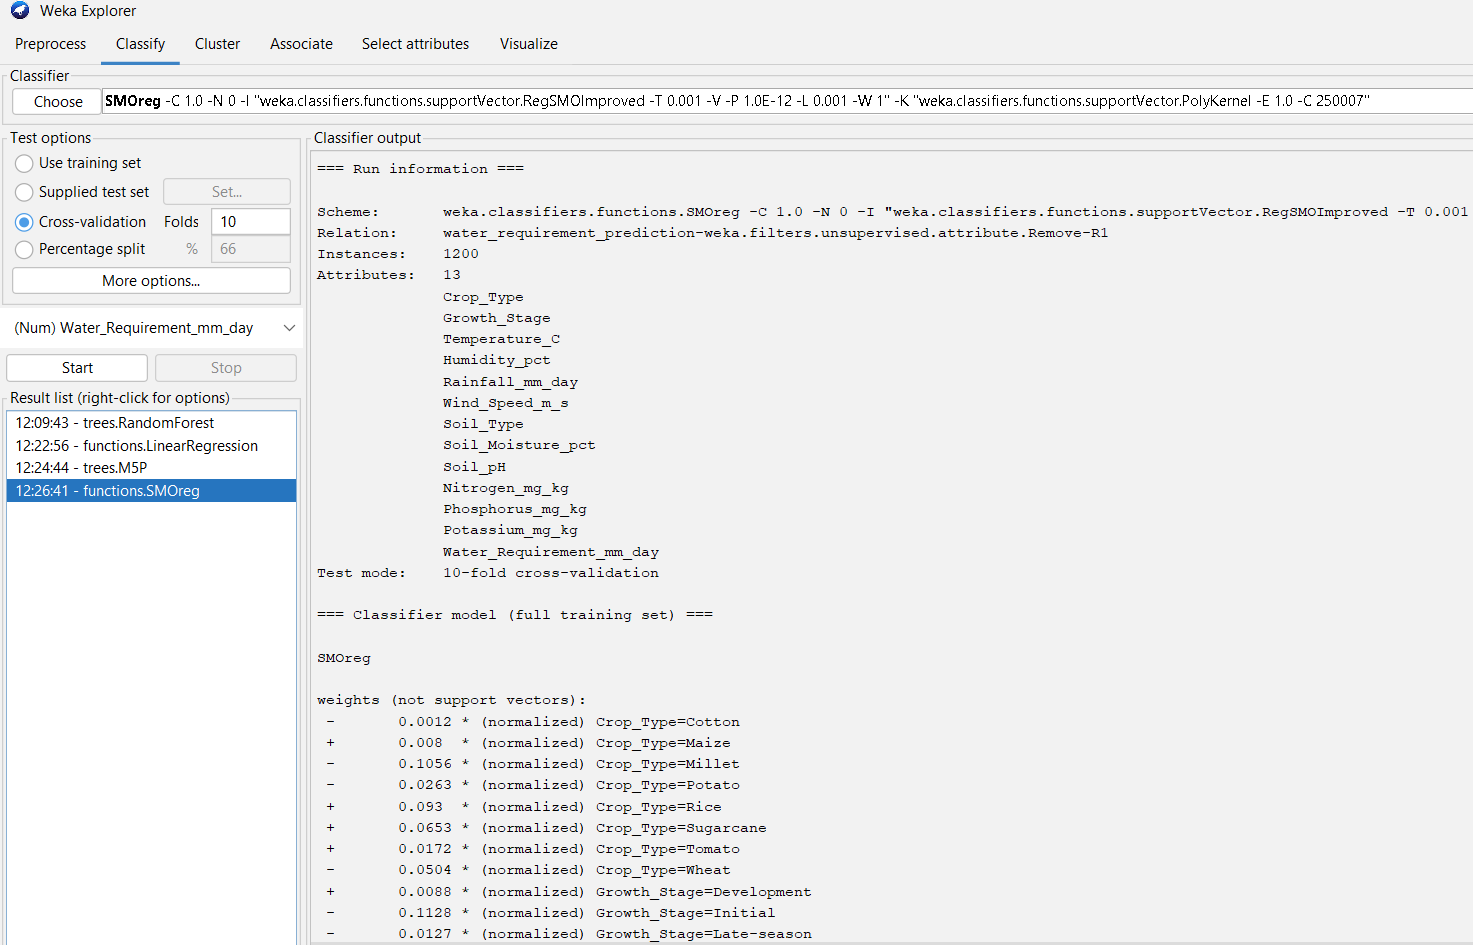 Weka Explorer
Preprocess Classify Cluster Associate Select attributes Visualize
Classifier
Choose SMOreg -C 1.0 -N 0 -I "weka.classifiers.functions.supportVector.RegSMOImproved -T 0.001 -V -P 1.0E-12 -L 0.001 -W 1" -K "weka.classifiers.functions.supportVector.PolyKernel -E 1.0 -C 250007"
Test options
Use training set
Supplied test set Set...
Cross-validation Folds 10
Percentage split % 66
More options...
(Num) Water_Requirement_mm_day
Start Stop
Result list (right-click for options)
12:09:43 - trees.RandomForest
12:22:56 - functions.LinearRegression
12:24:44 - trees.M5P
12:26:41 - functions.SMOreg
Classifier output
=== Run information ===
Scheme: weka.classifiers.functions.SMOreg -C 1.0 -N 0 -I "weka.classifiers.functions.supportVector.RegSMOImproved -T 0.001
Relation: water_requirement_prediction-weka.filters.unsupervised.attribute.Remove-R1
Instances: 1200
Attributes: 13
Crop_Type
Growth_Stage
Temperature_C
Humidity_pct
Rainfall_mm_day
Wind_Speed_m_s
Soil_Type
Soil_Moisture_pct
Soil_pH
Nitrogen_mg_kg
Phosphorus_mg_kg
Potassium_mg_kg
Water_Requirement_mm_day
Test mode: 10-fold cross-validation
=== Classifier model (full training set) ===
SMOreg
weights (not support vectors):
- 0.0012 * (normalized) Crop_Type=Cotton
+ 0.008 * (normalized) Crop_Type=Maize
- 0.1056 * (normalized) Crop_Type=Millet
- 0.0263 * (normalized) Crop_Type=Potato
+ 0.093 * (normalized) Crop_Type=Rice
+ 0.0653 * (normalized) Crop_Type=Sugarcane
+ 0.0172 * (normalized) Crop_Type=Tomato
- 0.0504 * (normalized) Crop_Type=Wheat
+ 0.0088 * (normalized) Growth_Stage=Development
- 0.1128 * (normalized) Growth_Stage=Initial
- 0.0127 * (normalized) Growth_Stage=Late-season